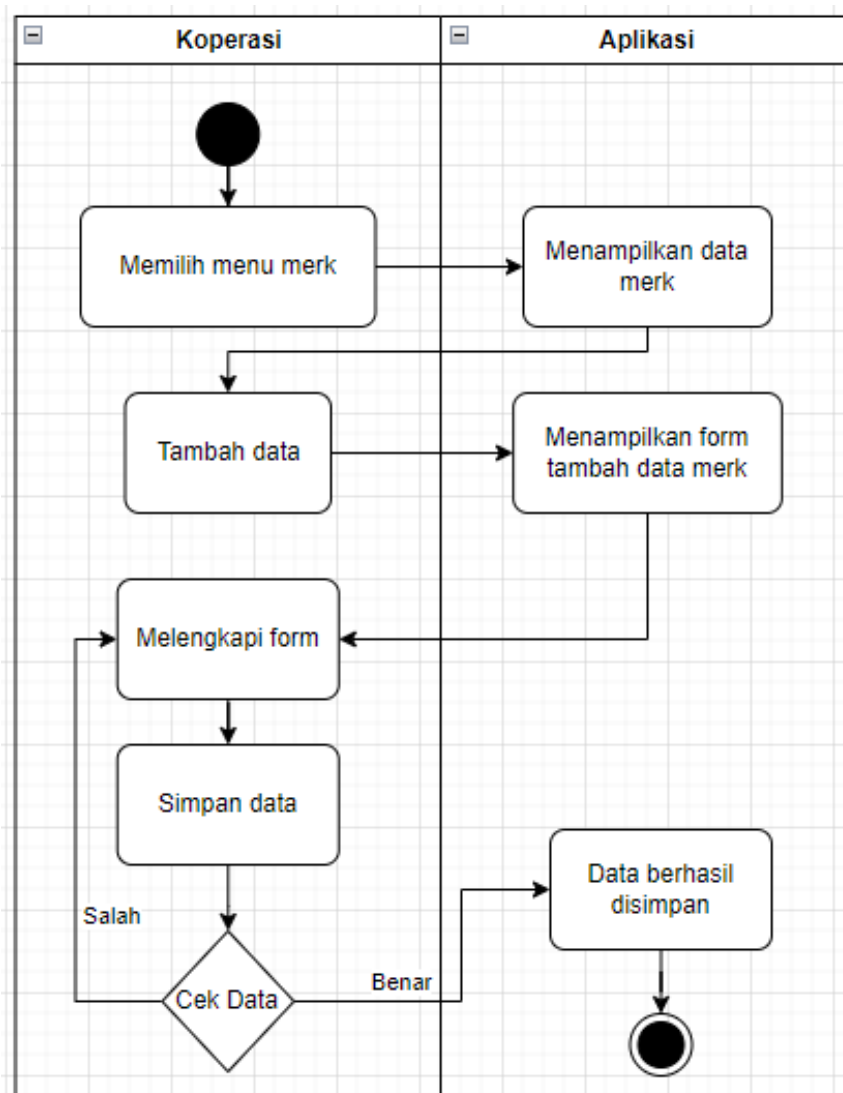 Koperasi
Aplikasi
Memilih menu merk
Menampilkan data
merk
Tambah data
Menampilkan form
tambah data merk
Melengkapi form
Simpan data
Data berhasil
disimpan
Salah
Cek Data
Benar